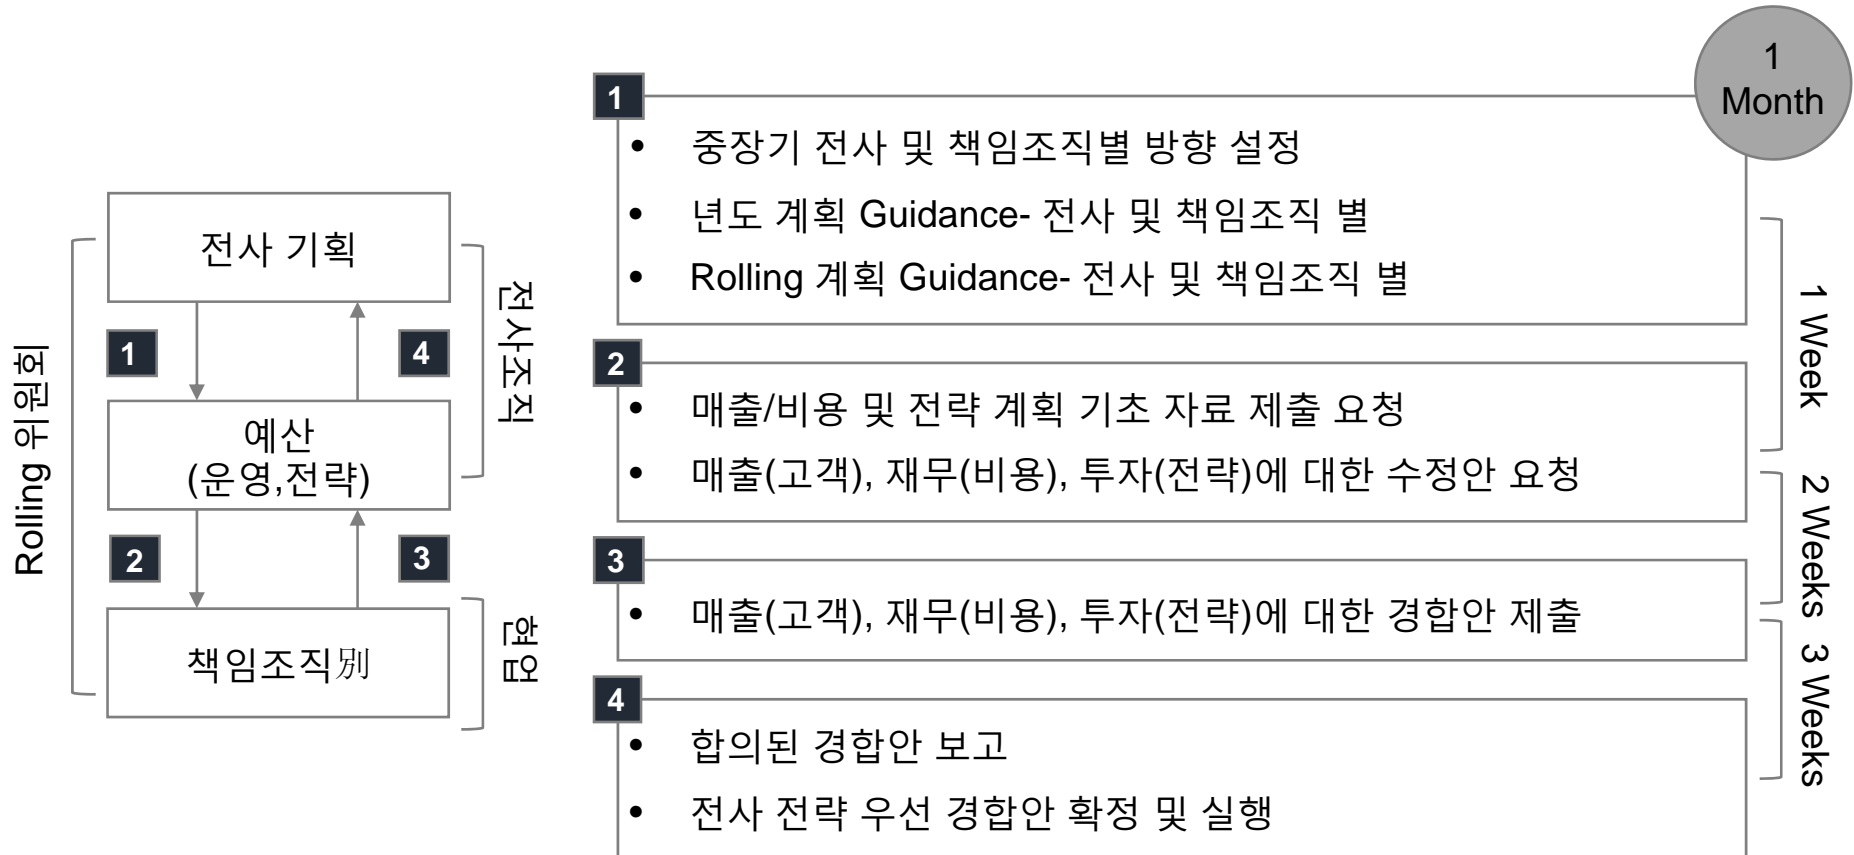 Rolling 위원회
전사 기획
1
4
예산
(운영,전략)
2
3
책임조직別
전사조직
현업
1
Month
1
• 중장기 전사 및 책임조직별 방향 설정
• 년도 계획 Guidance- 전사 및 책임조직 별
• Rolling 계획 Guidance- 전사 및 책임조직 별
2
• 매출/비용 및 전략 계획 기초 자료 제출 요청
• 매출(고객), 재무(비용), 투자(전략)에 대한 수정안 요청
3
• 매출(고객), 재무(비용), 투자(전략)에 대한 경합안 제출
4
• 합의된 경합안 보고
• 전사 전략 우선 경합안 확정 및 실행
1 Week
2 Weeks
3 Weeks